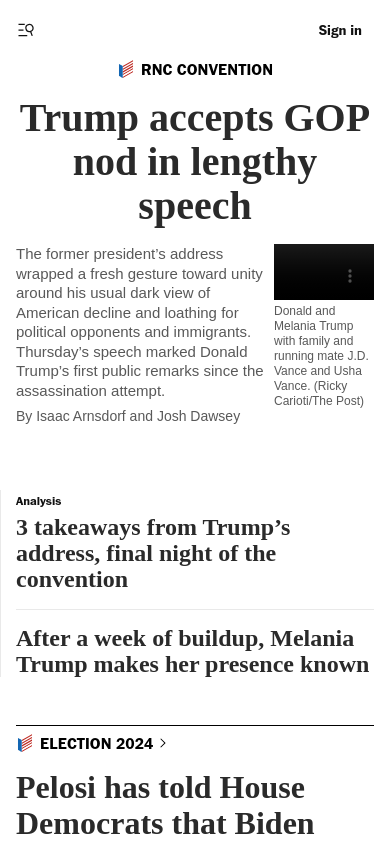 Sign in
RNC CONVENTION
Trump accepts GOP
nod in lengthy
speech
The former president’s address
wrapped a fresh gesture toward unity
around his usual dark view of
American decline and loathing for
political opponents and immigrants.
Thursday’s speech marked Donald
Trump’s first public remarks since the
assassination attempt.
By Isaac Arnsdorf and Josh Dawsey
Donald and
Melania Trump
with family and
running mate J.D.
Vance and Usha
Vance. (Ricky
Carioti/The Post)
Analysis
3 takeaways from Trump’s
address, final night of the
convention
After a week of buildup, Melania
Trump makes her presence known
ELECTION 2024
Pelosi has told House
Democrats that Biden